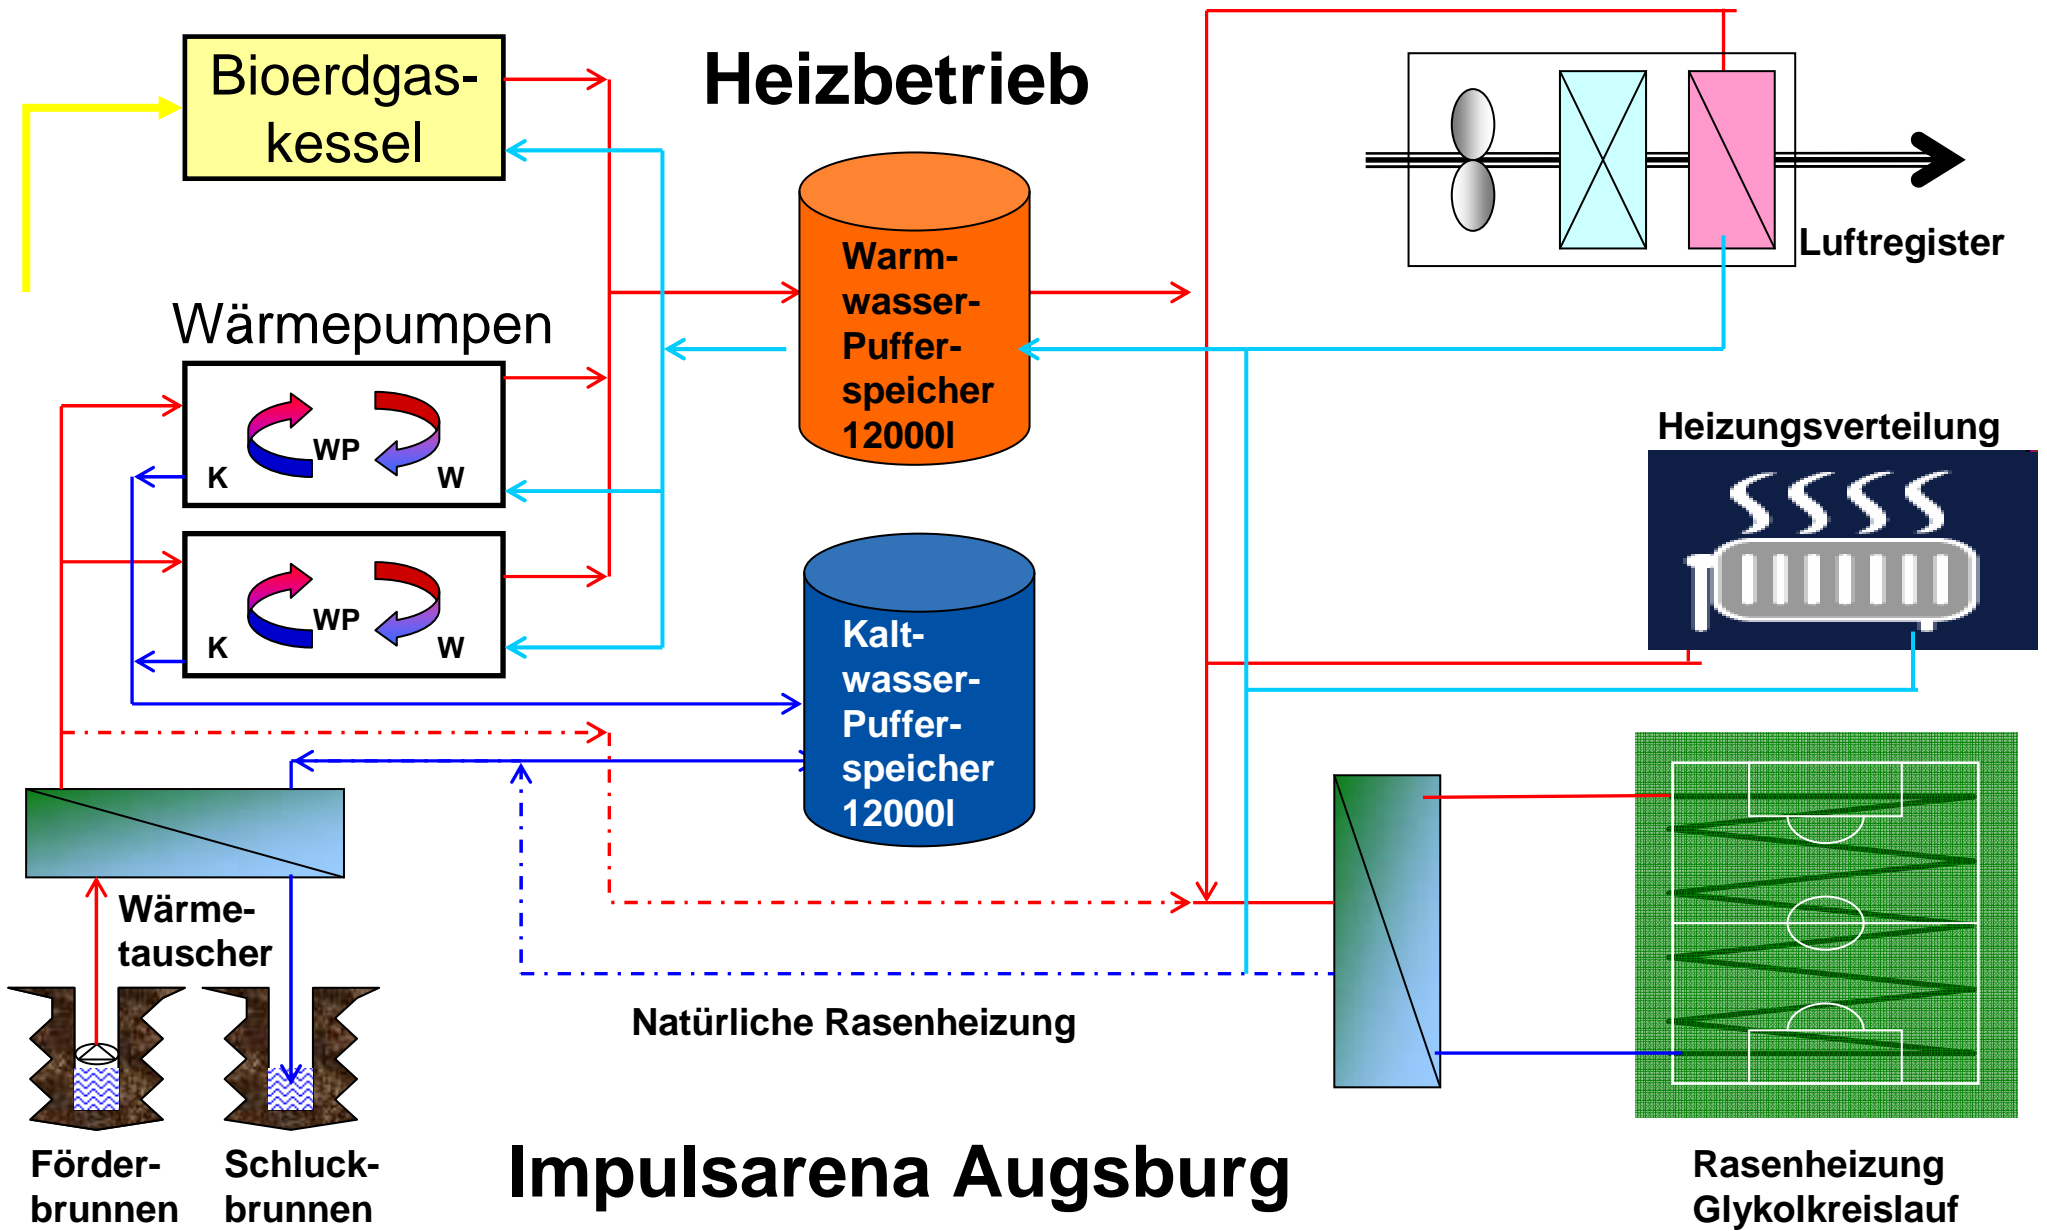 Bioerdgas-
kessel
Heizbetrieb
Luftregister
Warm-
wasser-
Puffer-
speicher
12000l
Wärmepumpen
WP
K
W
WP
K
W
Heizungsverteilung
Kalt-
wasser-
Puffer-
speicher
12000l
Wärme-
tauscher
Natürliche Rasenheizung
Förder-
brunnen
Schluck-
brunnen
Impulsarena Augsburg
Rasenheizung
Glykolkreislauf